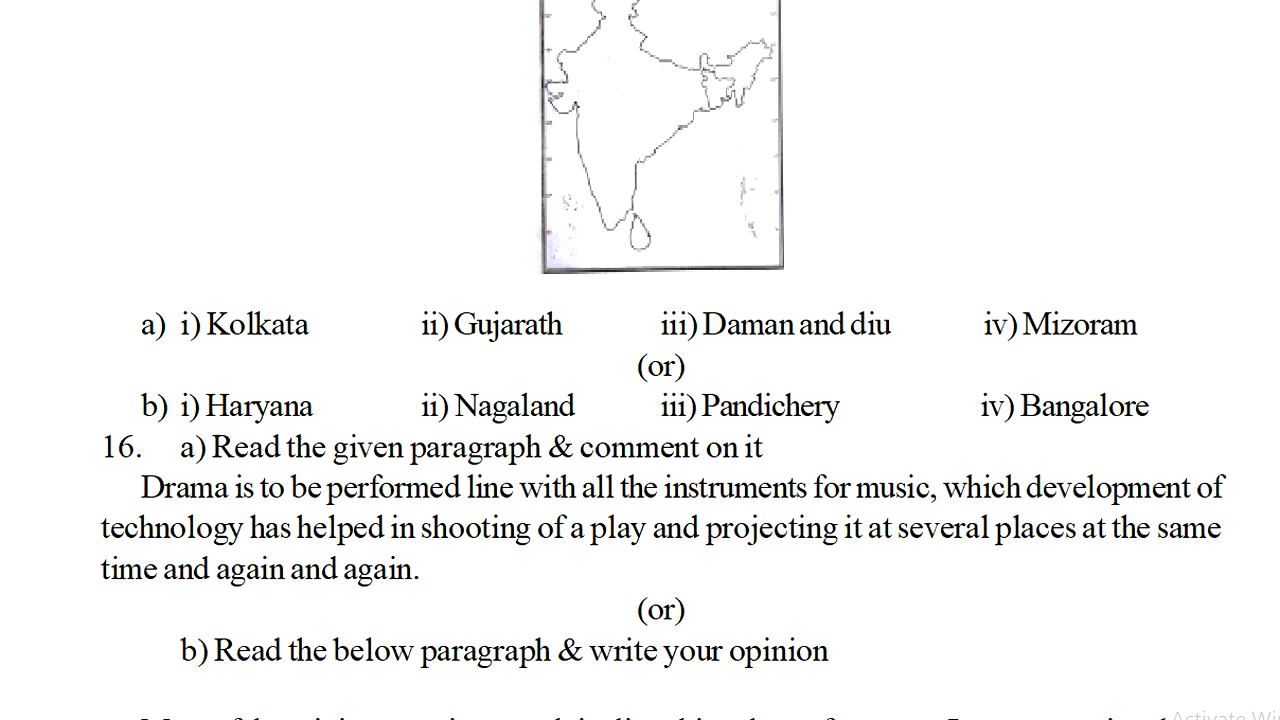 a) i) Kolkata ii) Gujarath iii) Daman and diu iv) Mizoram
(or)
b) i) Haryana ii) Nagaland iii) Pandichery iv) Bangalore
16. a) Read the given paragraph & comment on it
Drama is to be performed line with all the instruments for music, which development of
technology has helped in shooting of a play and projecting it at several places at the same
time and again and again.
(or)
b) Read the below paragraph & write your opinion